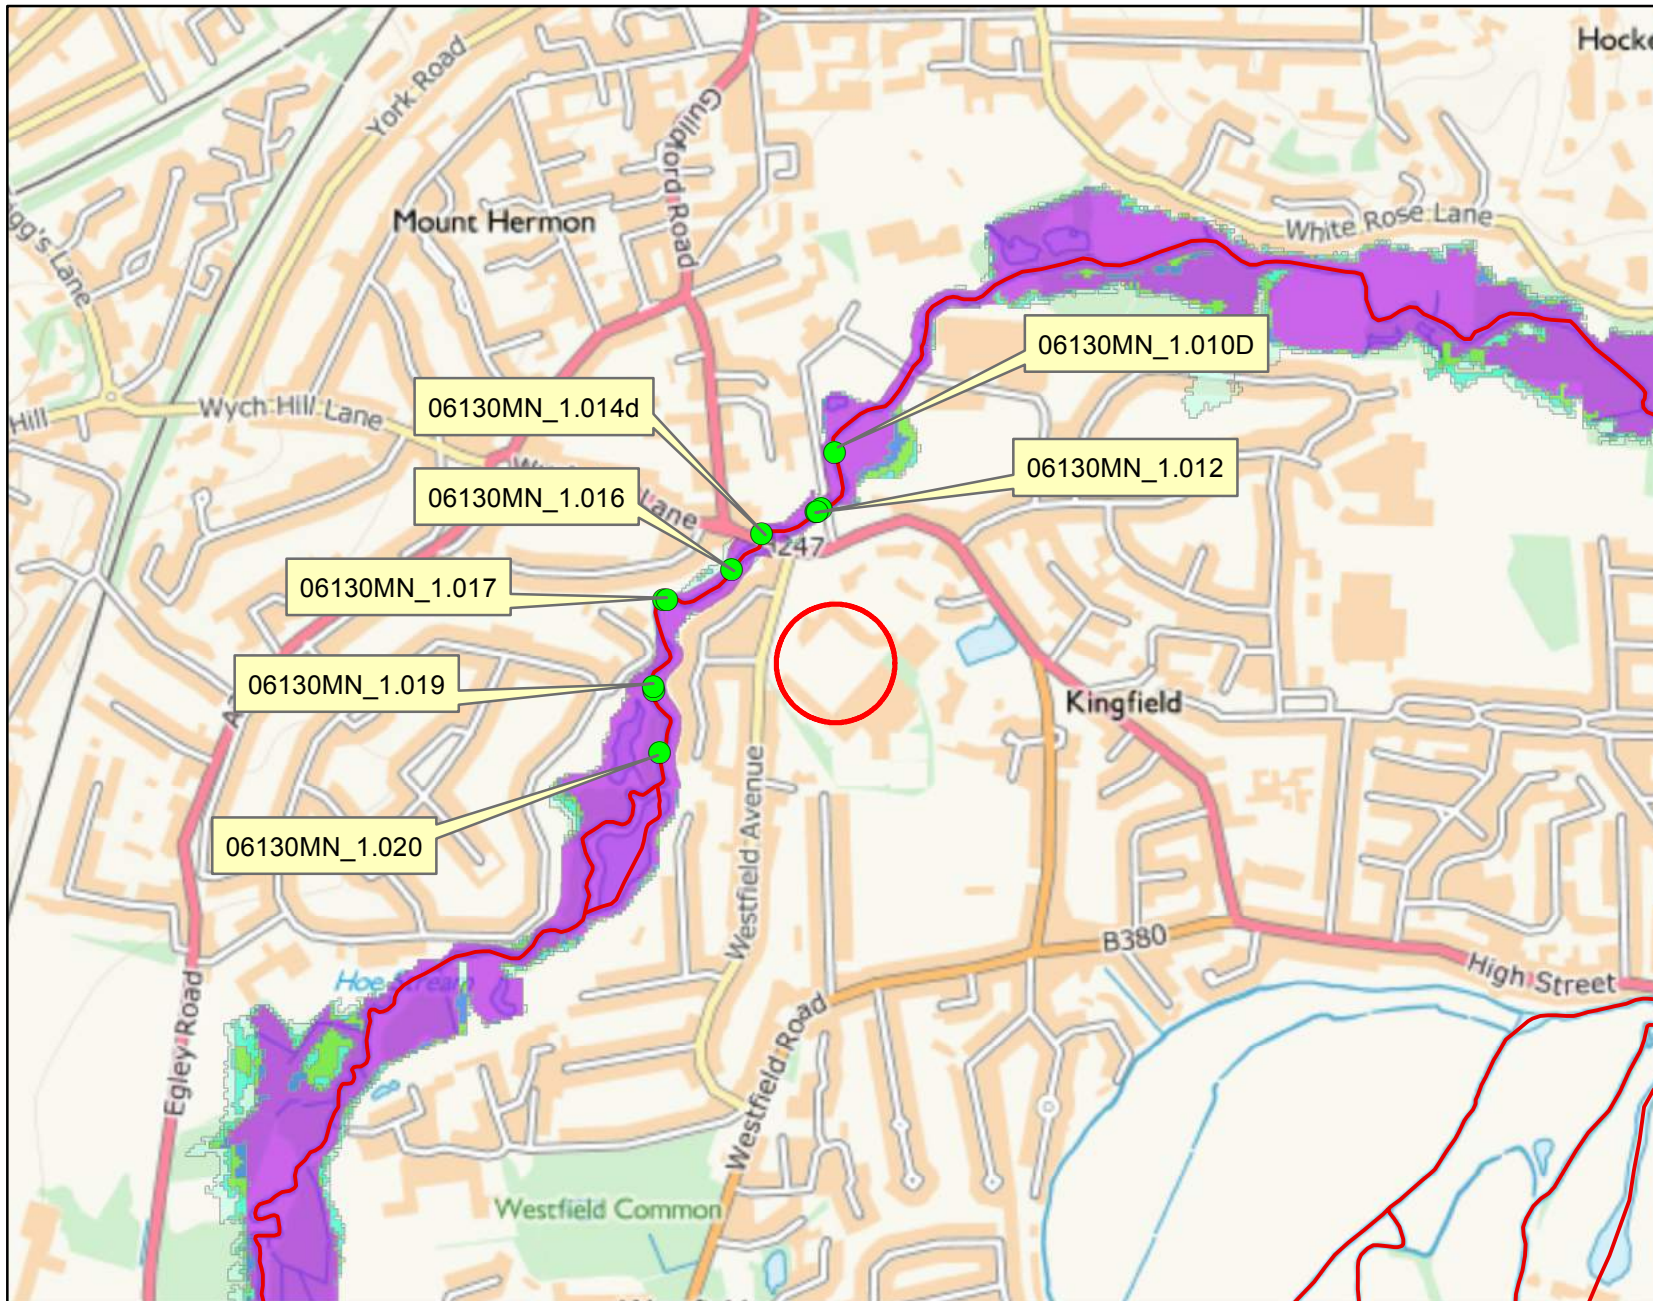 Hocke
York Road
Guildford Road
Mount Hermon
White Rose Lane
igg's Lane
06130MN_1.010D
06130MN_1.014d
Hill
Wych Hill Lane
06130MN_1.012
06130MN_1.016
Lane
A247
06130MN_1.017
06130MN_1.019
Kingfield
06130MN_1.020
Westfield Avenue
B380
High Street
Hoe Stream
Egley Road
Westfield Road
Westfield Common